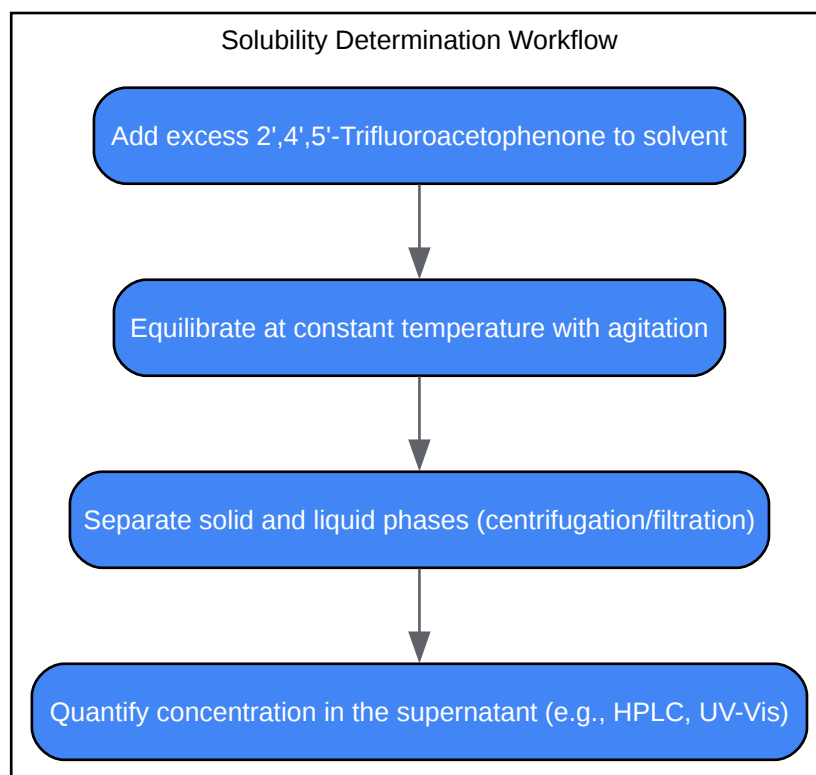 Solubility Determination Workflow
Add excess 2',4',5'-Trifluoroacetophenone to solvent
Equilibrate at constant temperature with agitation
Separate solid and liquid phases (centrifugation/filtration)
Quantify concentration in the supernatant (e.g., HPLC, UV-Vis)